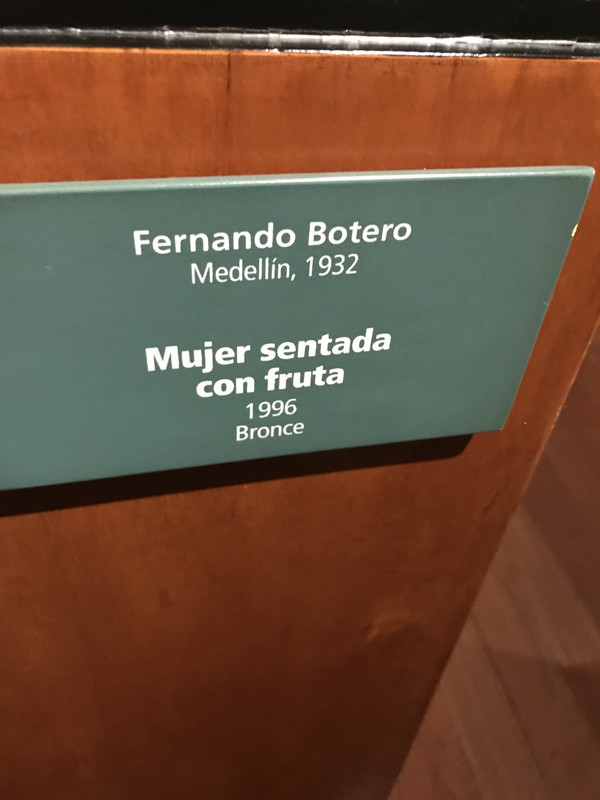 Fernando Botero
Medellín, 1932
Mujer sentada
con fruta
1996
Bronce